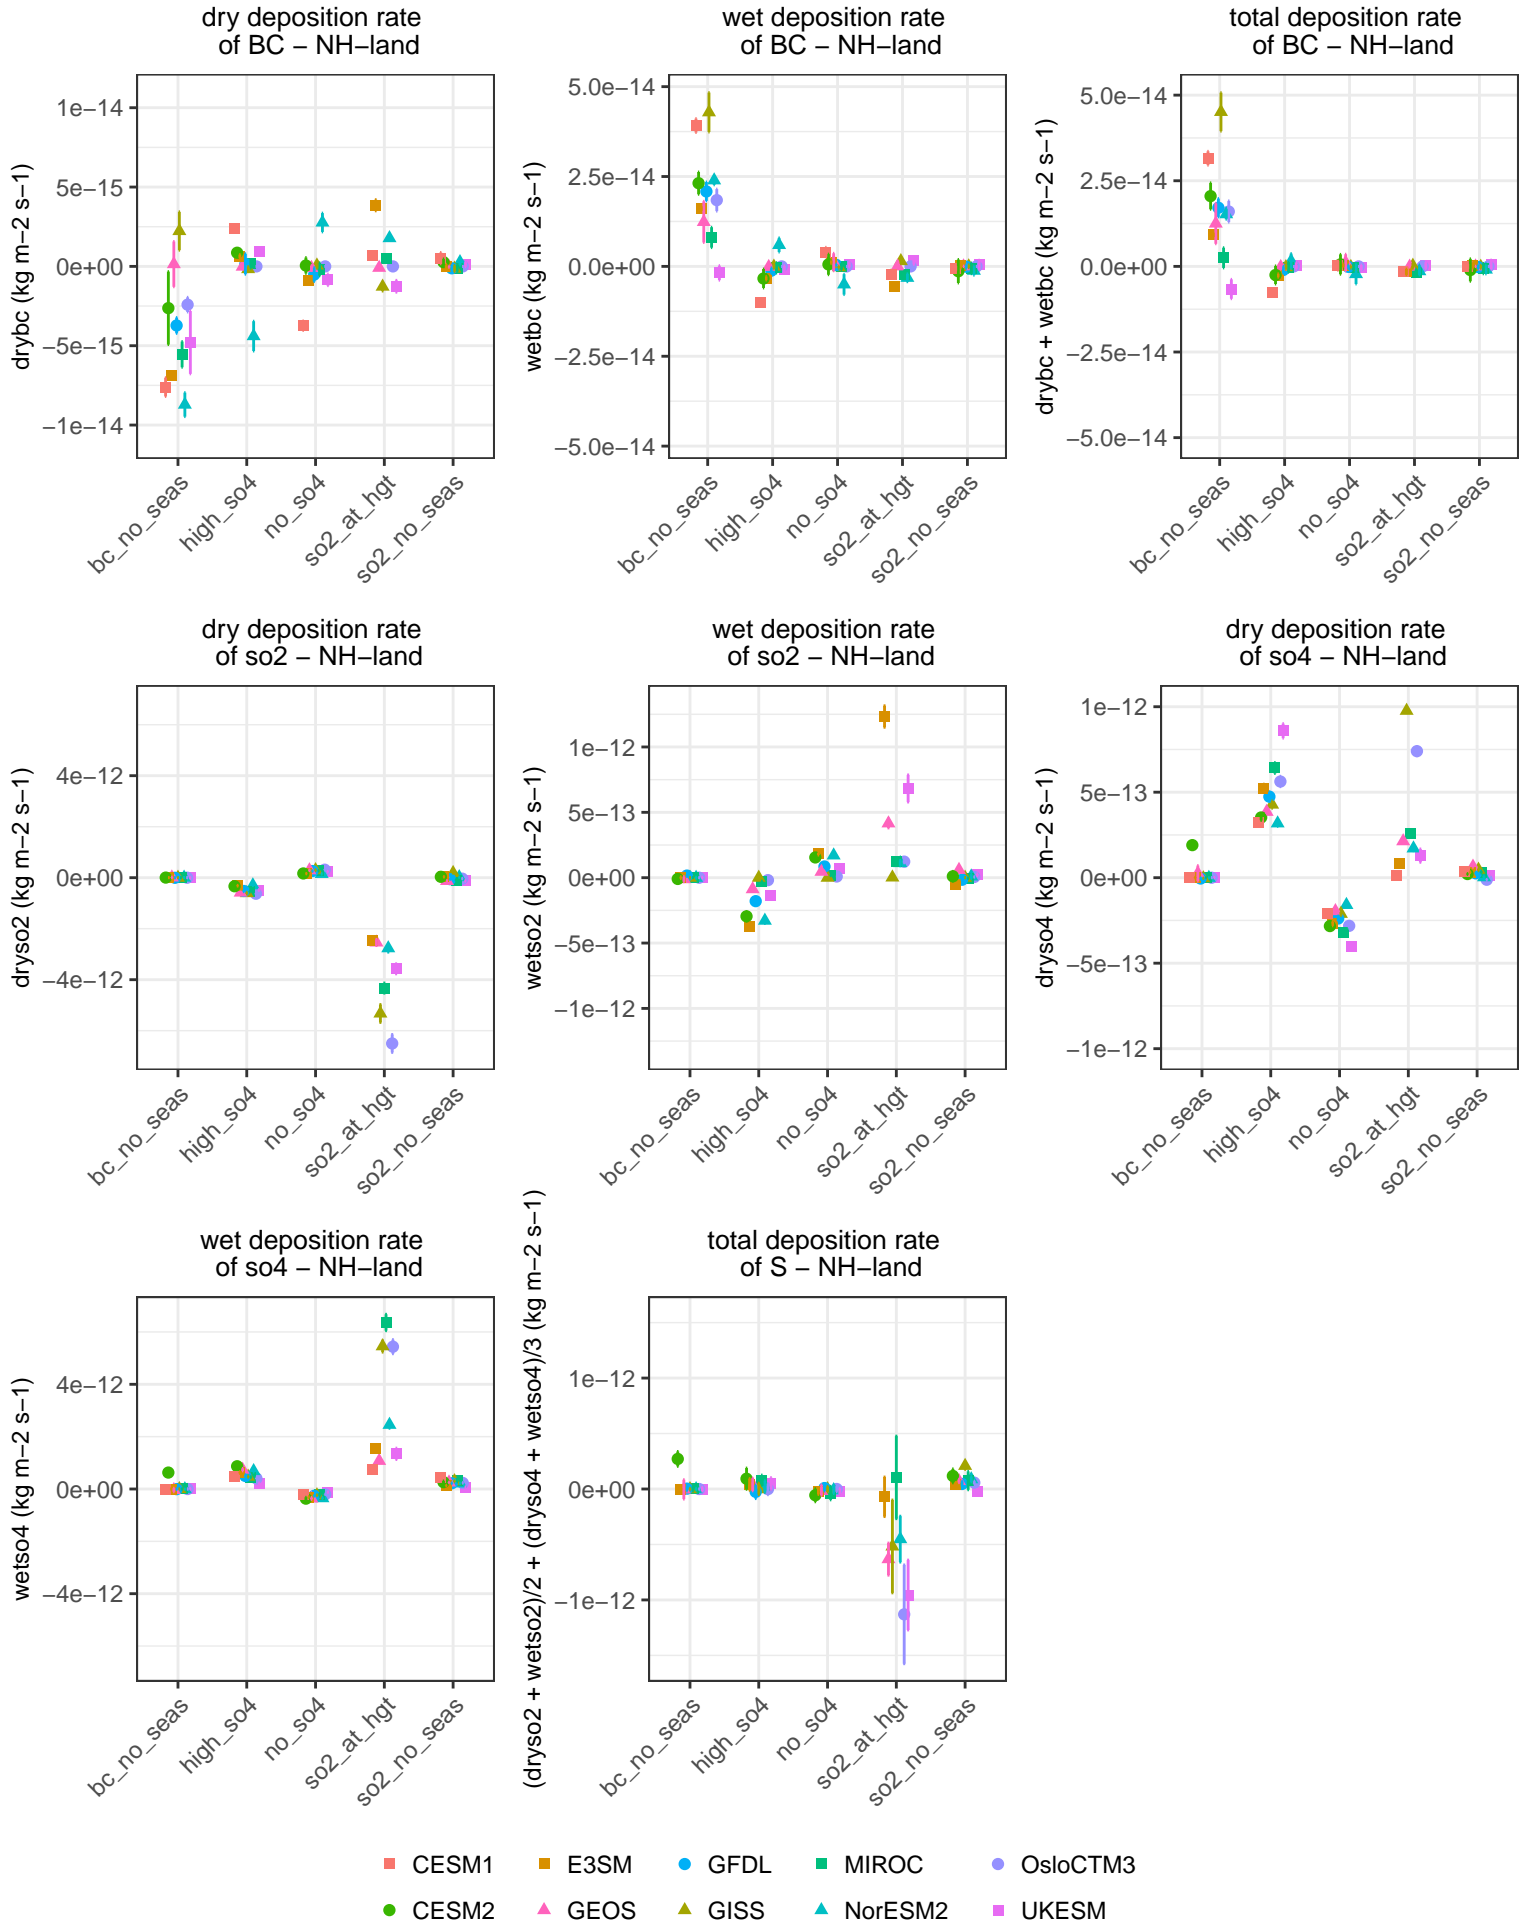 dry deposition rate
of BC − NH−land
wet deposition rate
of BC − NH−land
total deposition rate
of BC − NH−land
drybc (kg m−2 s−1)
1e−14
5e−15
0e+00
−5e−15
−1e−14
bc_no_seas
high_so4
no_so4
so2_at_hgt
so2_no_seas
wetbc (kg m−2 s−1)
5.0e−14
2.5e−14
0.0e+00
−2.5e−14
−5.0e−14
bc_no_seas
high_so4
no_so4
so2_at_hgt
so2_no_seas
drybc + wetbc (kg m−2 s−1)
5.0e−14
2.5e−14
0.0e+00
−2.5e−14
−5.0e−14
bc_no_seas
high_so4
no_so4
so2_at_hgt
so2_no_seas
dry deposition rate
of so2 − NH−land
wet deposition rate
of so2 − NH−land
dry deposition rate
of so4 − NH−land
dryso2 (kg m−2 s−1)
4e−12
0e+00
−4e−12
bc_no_seas
high_so4
no_so4
so2_at_hgt
so2_no_seas
wetso2 (kg m−2 s−1)
1e−12
5e−13
0e+00
−5e−13
−1e−12
bc_no_seas
high_so4
no_so4
so2_at_hgt
so2_no_seas
dryso4 (kg m−2 s−1)
1e−12
5e−13
0e+00
−5e−13
−1e−12
bc_no_seas
high_so4
no_so4
so2_at_hgt
so2_no_seas
wet deposition rate
of so4 − NH−land
total deposition rate
of S − NH−land
wetso4 (kg m−2 s−1)
4e−12
0e+00
−4e−12
bc_no_seas
high_so4
no_so4
so2_at_hgt
so2_no_seas
(dryso2 + wetso2)/2 + (dryso4 + wetso4)/3 (kg m−2 s−1)
1e−12
0e+00
−1e−12
bc_no_seas
high_so4
no_so4
so2_at_hgt
so2_no_seas
CESM1
E3SM
GFDL
MIROC
OsloCTM3
CESM2
GEOS
GISS
NorESM2
UKESM